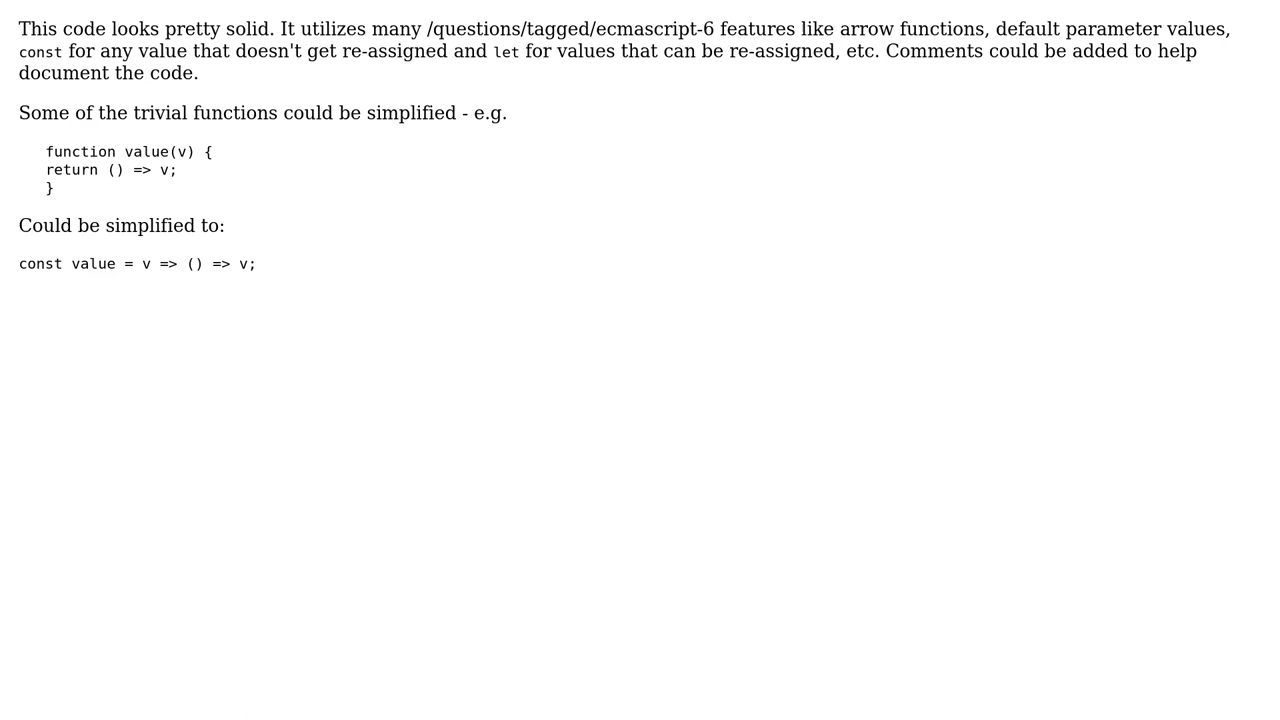 This code looks pretty solid. It utilizes many /questions/tagged/ecmascript-6 features like arrow functions, default parameter values,
const for any value that doesn't get re-assigned and let for values that can be re-assigned, etc. Comments could be added to help
document the code.
Some of the trivial functions could be simplified - e.g.
function value(v) {
return () => v;
}
Could be simplified to:
const value = v => () => v;